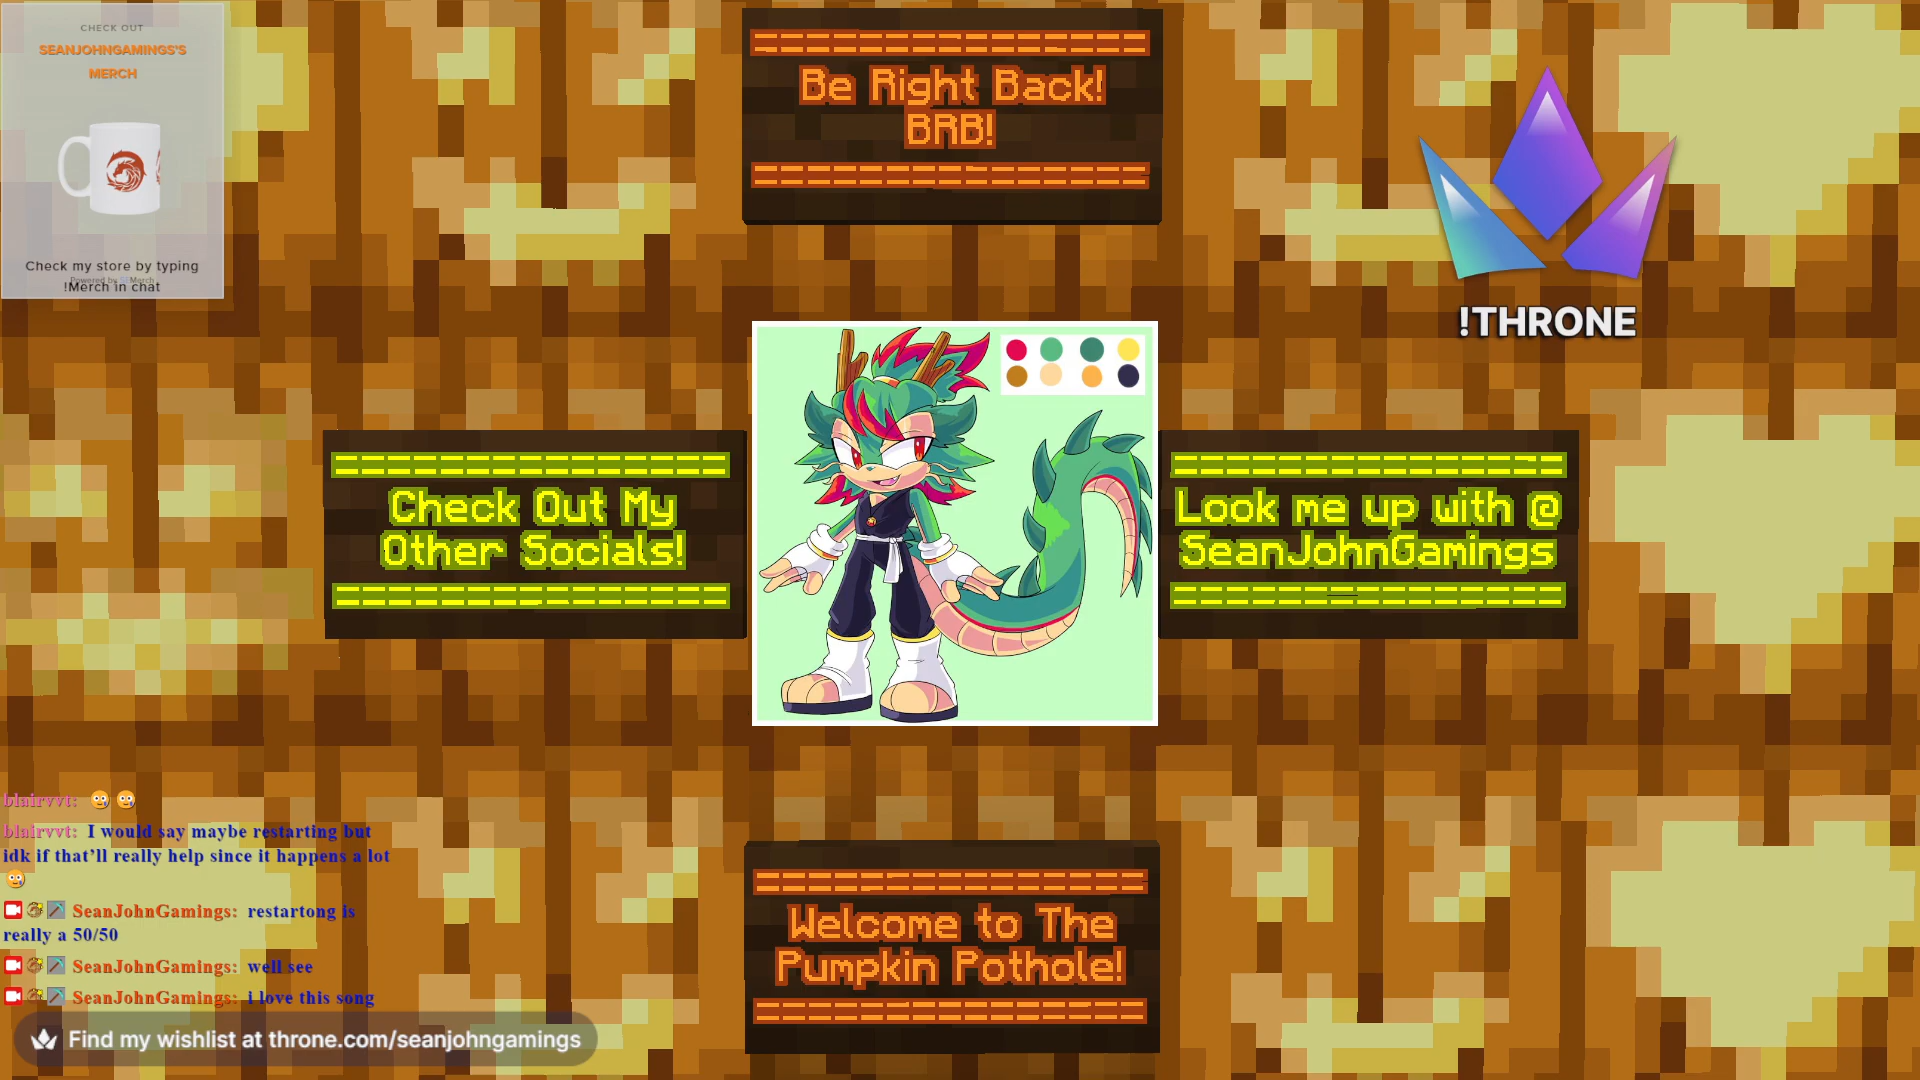 CHECK OUT
SEANJOHNGAMINGS'S
MERCH
Check my store by typing
Powered by Merch
!Merch in chat
Be Right Back!
BRB!
!THRONE
Check Out My
Other Socials!
Look me up with @
SeanJohnGamings
blairvvt:
blairvvt: I would say maybe restarting but
idk if that’ll really help since it happens a lot
SeanJohnGamings: restartong is
really a 50/50
SeanJohnGamings: well see
SeanJohnGamings: i love this song
Welcome to The
Pumpkin Pothole!
Find my wishlist at throne.com/seanjohngamings